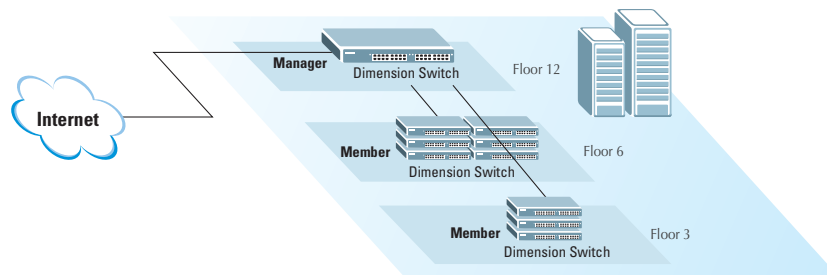 Manager
Dimension Switch
Floor 12
Internet
Member
Dimension Switch
Floor 6
Member
Dimension Switch
Floor 3